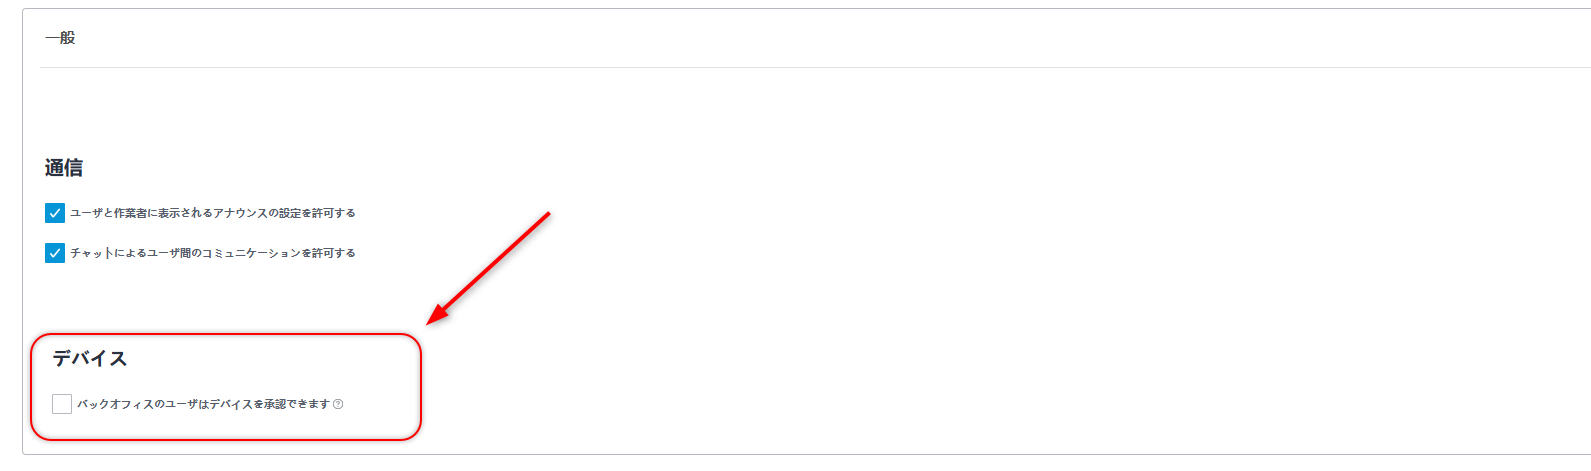 一般
通信
ユーザと作業者に表示されるアナウンスの設定を許可する
チャットによるユーザ間のコミュニケーションを許可する
デバイス
バックオフィスのユーザはデバイスを承認できます ?